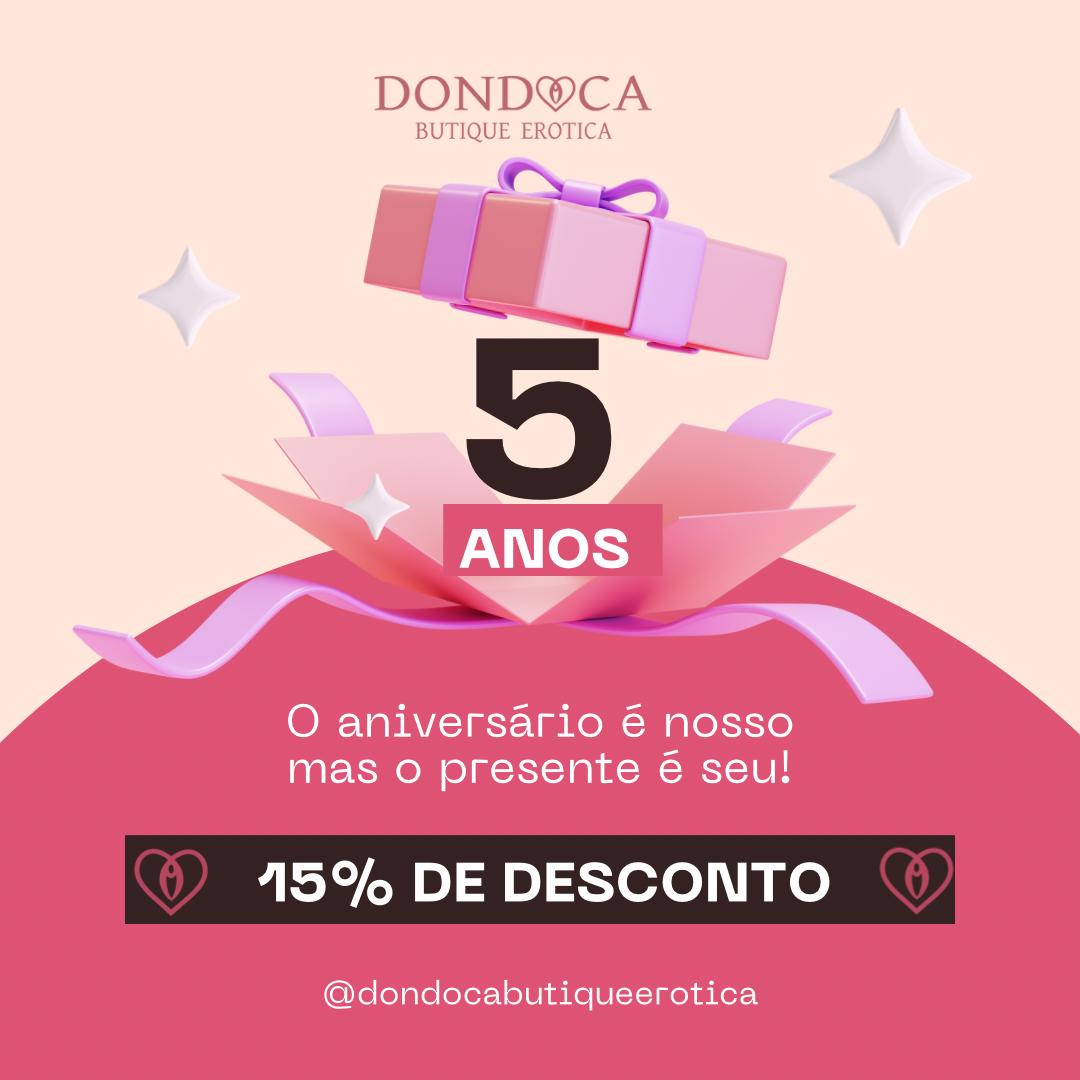 DONDOCA
BUTIQUE EROTICA
5
ANOS
O aniversário é nosso
mas o presente é seu!
15% DE DESCONTO
@dondocabutiqueerotica